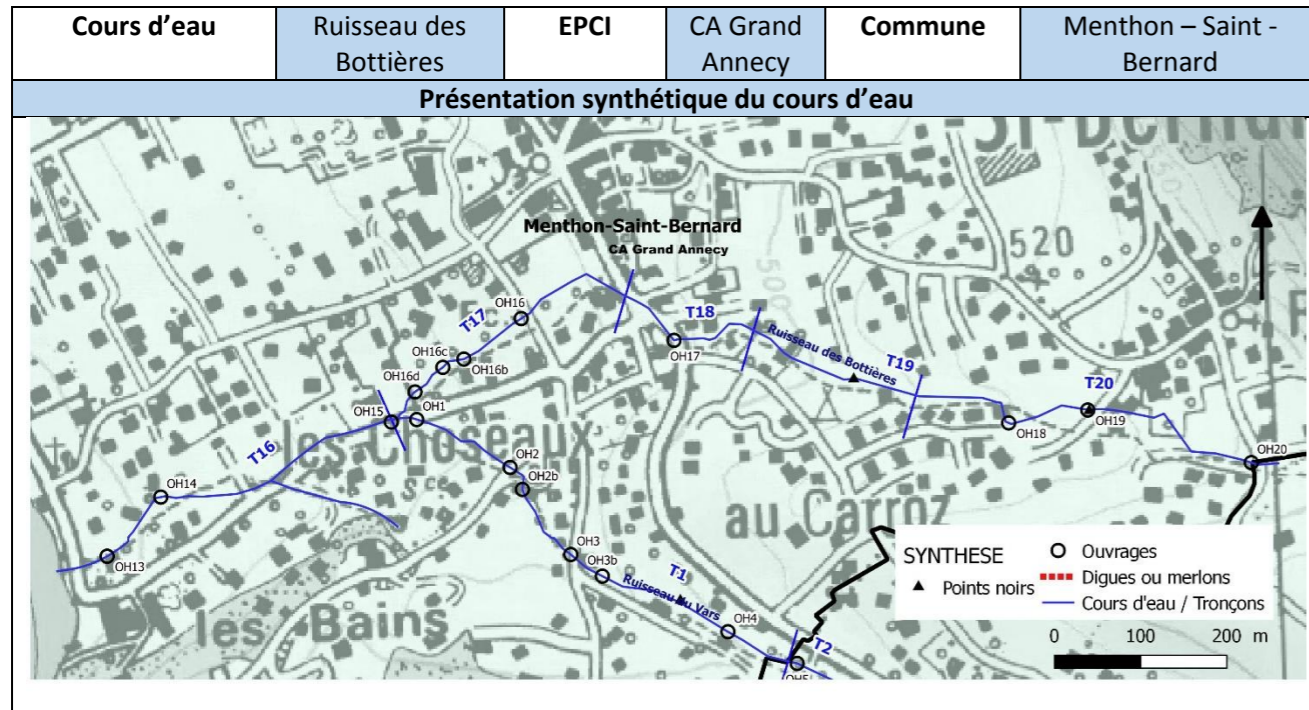 Cours d’eau
Ruisseau des
Bottières
EPCI
CA Grand
Annecy
Commune
Menthon – Saint -
Bernard
Présentation synthétique du cours d’eau
Menthon-Saint-Bernard
CA Grand Annecy
520
500
OH16
T17
T18
OH17
OH16c
OH16b
OH16d
Ruisseau des Bottières
T19
T20
OH19
OH18
OH20
OH15
OH1
les Choseaux
T16
OH2
OH2b
OH14
OH13
au Carroz
OH3
OH3b
T1
Ruisseau du Vars
OH4
T2
OH5
les Bains
SYNTHESE
Points noirs
Ouvrages
Digues ou merlons
Cours d'eau / Tronçons
0 100 200 m